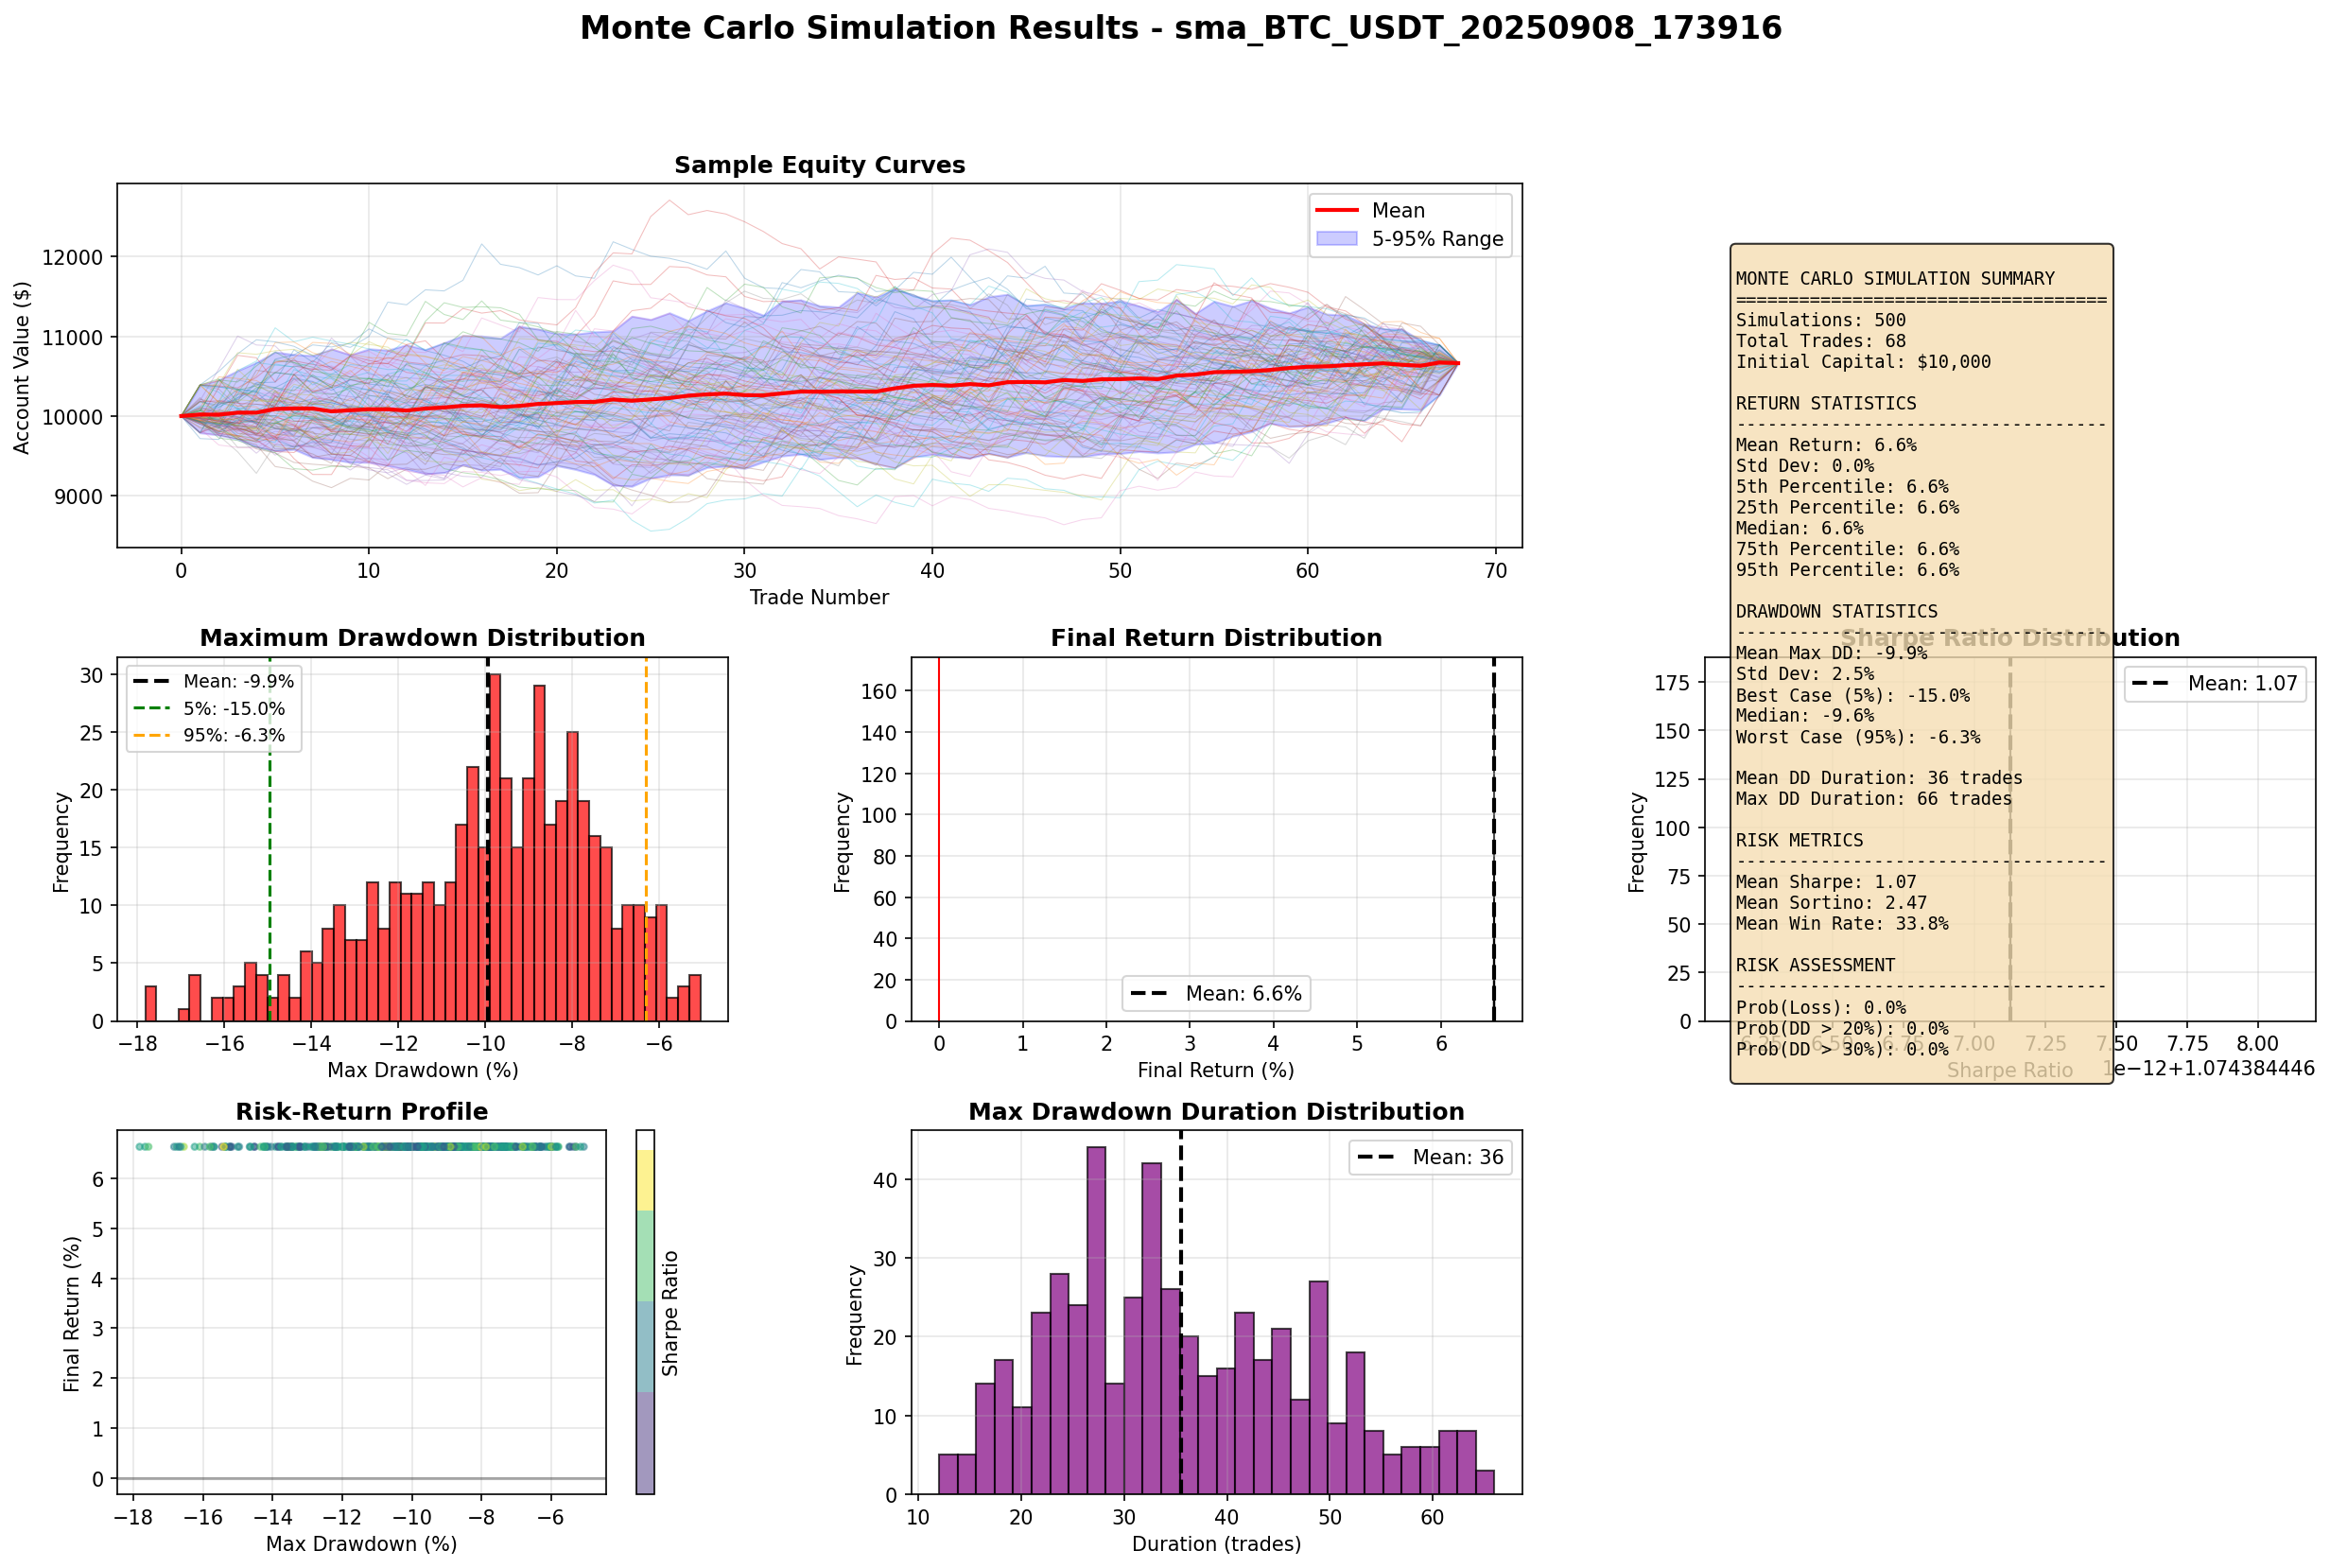 Monte Carlo Simulation Results - sma_BTC_USDT_20250908_173916
Sample Equity Curves
Mean
5-95% Range
Account Value ($)
12000
11000
10000
9000
0 10 20 30 40 50 60 70
Trade Number
MONTE CARLO SIMULATION SUMMARY
===================================
Simulations: 500
Total Trades: 68
Initial Capital: $10,000
RETURN STATISTICS
-----------------------------------
Mean Return: 6.6%
Std Dev: 0.0%
5th Percentile: 6.6%
25th Percentile: 6.6%
Median: 6.6%
75th Percentile: 6.6%
95th Percentile: 6.6%
DRAWDOWN STATISTICS
-----------------------------------
Mean Max DD: -9.9%
Std Dev: 2.5%
Best Case (5%): -15.0%
Median: -9.6%
Worst Case (95%): -6.3%
Mean DD Duration: 36 trades
Max DD Duration: 66 trades
RISK METRICS
-----------------------------------
Mean Sharpe: 1.07
Mean Sortino: 2.47
Mean Win Rate: 33.8%
RISK ASSESSMENT
-----------------------------------
Prob(Loss): 0.0%
Prob(DD > 20%): 0.0%
Prob(DD > 30%): 0.0%
Maximum Drawdown Distribution
Mean: -9.9%
5%: -15.0%
95%: -6.3%
Frequency
30
25
20
15
10
5
0
−18 −16 −14 −12 −10 −8 −6
Max Drawdown (%)
Final Return Distribution
Frequency
160
140
120
100
80
60
40
20
0
Mean: 6.6%
0 1 2 3 4 5 6
Final Return (%)
Sharpe Ratio Distribution
Mean: 1.07
Frequency
175
150
125
100
75
50
25
0
6.25 6.50 6.75 7.00 7.25 7.50 7.75 8.00
1e−12+1.074384446
Sharpe Ratio
Risk-Return Profile
Final Return (%)
6
5
4
3
2
1
0
−18 −16 −14 −12 −10 −8 −6
Max Drawdown (%)
Sharpe Ratio
Max Drawdown Duration Distribution
Mean: 36
Frequency
40
30
20
10
0
10 20 30 40 50 60
Duration (trades)